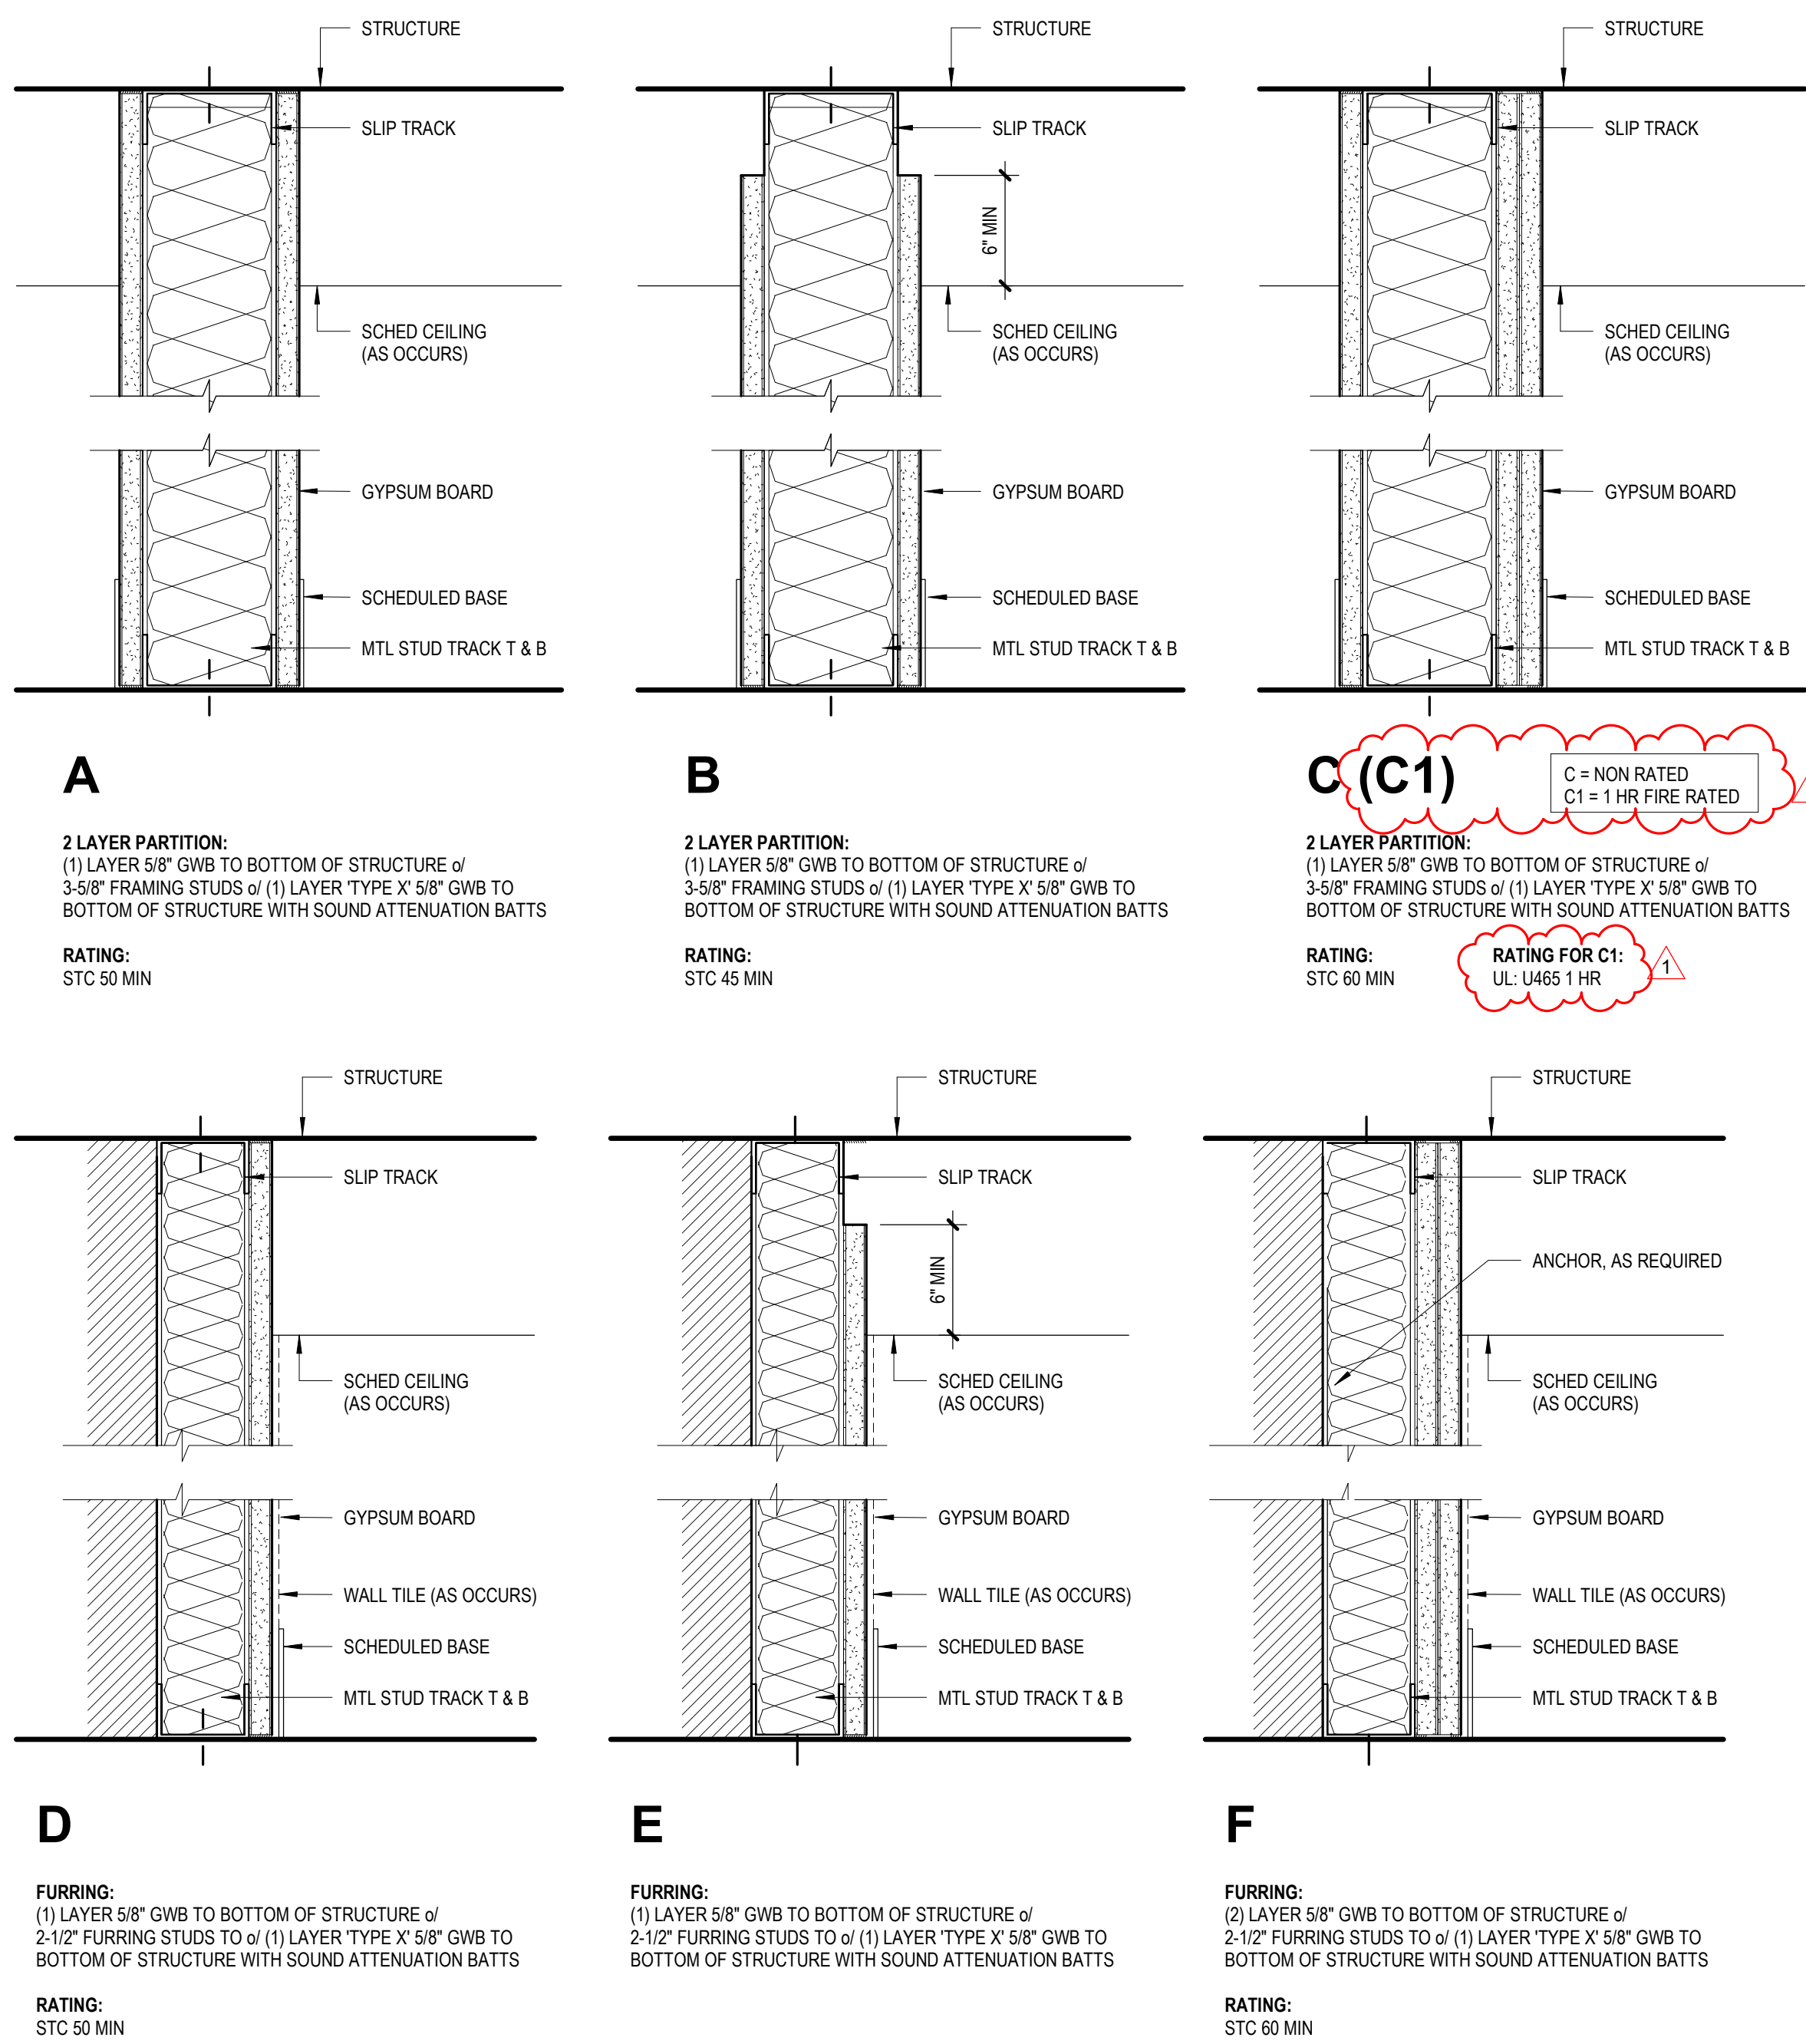 STRUCTURE
SLIP TRACK
SCHED CEILING
(AS OCCURS)
GYPSUM BOARD
SCHEDULED BASE
MTL STUD TRACK T & B
A
2 LAYER PARTITION:
(1) LAYER 5/8" GWB TO BOTTOM OF STRUCTURE o/
3-5/8" FRAMING STUDS o/ (1) LAYER 'TYPE X' 5/8" GWB TO
BOTTOM OF STRUCTURE WITH SOUND ATTENUATION BATTS
RATING:
STC 50 MIN
STRUCTURE
SLIP TRACK
6" MIN
SCHED CEILING
(AS OCCURS)
GYPSUM BOARD
SCHEDULED BASE
MTL STUD TRACK T & B
B
2 LAYER PARTITION:
(1) LAYER 5/8" GWB TO BOTTOM OF STRUCTURE o/
3-5/8" FRAMING STUDS o/ (1) LAYER 'TYPE X' 5/8" GWB TO
BOTTOM OF STRUCTURE WITH SOUND ATTENUATION BATTS
RATING:
STC 45 MIN
STRUCTURE
SLIP TRACK
SCHED CEILING
(AS OCCURS)
GYPSUM BOARD
SCHEDULED BASE
MTL STUD TRACK T & B
C (C1)
C = NON RATED
C1 = 1 HR FIRE RATED
2 LAYER PARTITION:
(1) LAYER 5/8" GWB TO BOTTOM OF STRUCTURE o/
3-5/8" FRAMING STUDS o/ (1) LAYER 'TYPE X' 5/8" GWB TO
BOTTOM OF STRUCTURE WITH SOUND ATTENUATION BATTS
RATING:
STC 60 MIN
RATING FOR C1:
UL: U465 1 HR
1
STRUCTURE
SLIP TRACK
SCHED CEILING
(AS OCCURS)
GYPSUM BOARD
WALL TILE (AS OCCURS)
SCHEDULED BASE
MTL STUD TRACK T & B
D
FURRING:
(1) LAYER 5/8" GWB TO BOTTOM OF STRUCTURE o/
2-1/2" FURRING STUDS TO o/ (1) LAYER 'TYPE X' 5/8" GWB TO
BOTTOM OF STRUCTURE WITH SOUND ATTENUATION BATTS
RATING:
STC 50 MIN
STRUCTURE
SLIP TRACK
6" MIN
SCHED CEILING
(AS OCCURS)
GYPSUM BOARD
WALL TILE (AS OCCURS)
SCHEDULED BASE
MTL STUD TRACK T & B
E
FURRING:
(1) LAYER 5/8" GWB TO BOTTOM OF STRUCTURE o/
2-1/2" FURRING STUDS TO o/ (1) LAYER 'TYPE X' 5/8" GWB TO
BOTTOM OF STRUCTURE WITH SOUND ATTENUATION BATTS
STRUCTURE
SLIP TRACK
ANCHOR, AS REQUIRED
SCHED CEILING
(AS OCCURS)
GYPSUM BOARD
WALL TILE (AS OCCURS)
SCHEDULED BASE
MTL STUD TRACK T & B
F
FURRING:
(2) LAYER 5/8" GWB TO BOTTOM OF STRUCTURE o/
2-1/2" FURRING STUDS TO o/ (1) LAYER 'TYPE X' 5/8" GWB TO
BOTTOM OF STRUCTURE WITH SOUND ATTENUATION BATTS
RATING:
STC 60 MIN